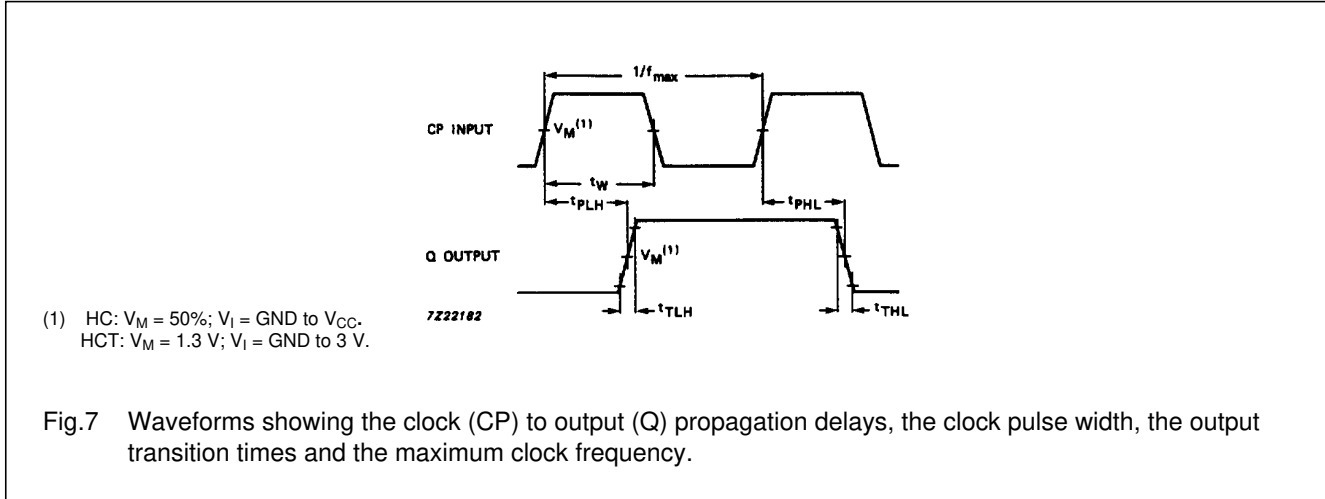 1/fmax
CP INPUT
VM(1)
tW
tPLH
tPHL
Q OUTPUT
VM(1)
tTLH
tTHL
7Z22182
(1) HC: VM = 50%; VI = GND to VCC.
HCT: VM = 1.3 V; VI = GND to 3 V.
Fig.7 Waveforms showing the clock (CP) to output (Q) propagation delays, the clock pulse width, the output
transition times and the maximum clock frequency.